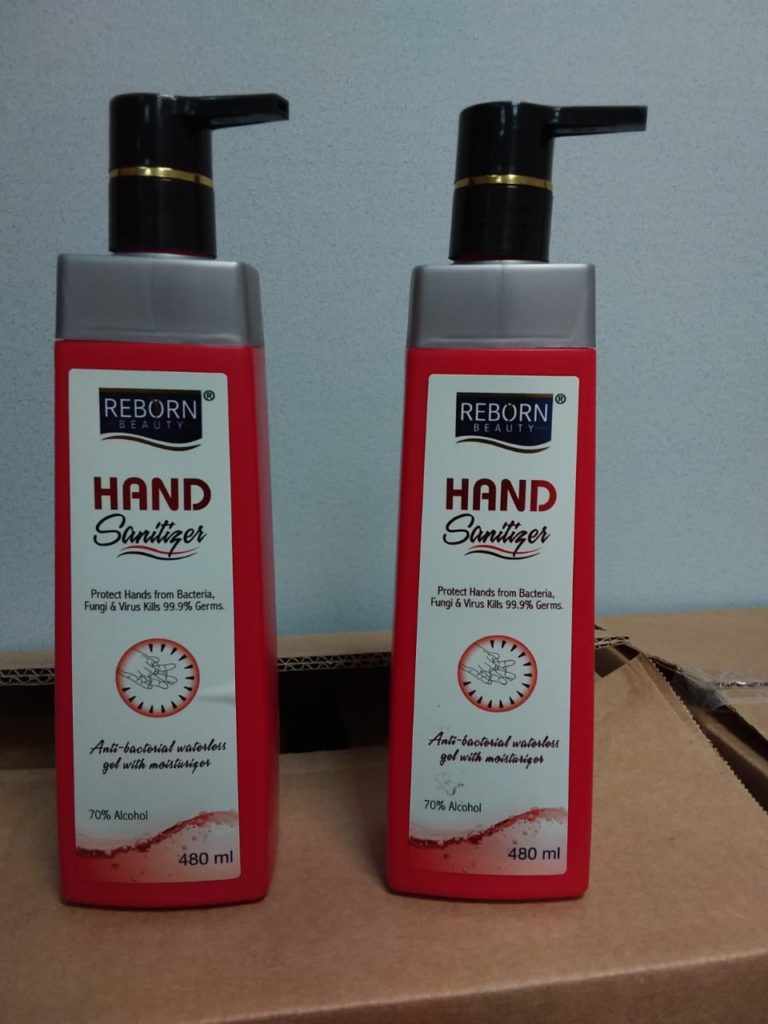 REBORN
BEAUTY
®
HAND
Sanitizer
Protect Hands from Bacteria,
Fungi & Virus Kills 99.9% Germs.
Anti-bacterial waterless
gel with moisturizer
70% Alcohol
480 ml
REBORN
BEAUTY
®
HAND
Sanitizer
Protect Hands from Bacteria,
Fungi & Virus Kills 99.9% Germs.
Anti-bacterial waterless
gel with moisturizer
70% Alcohol
480 ml